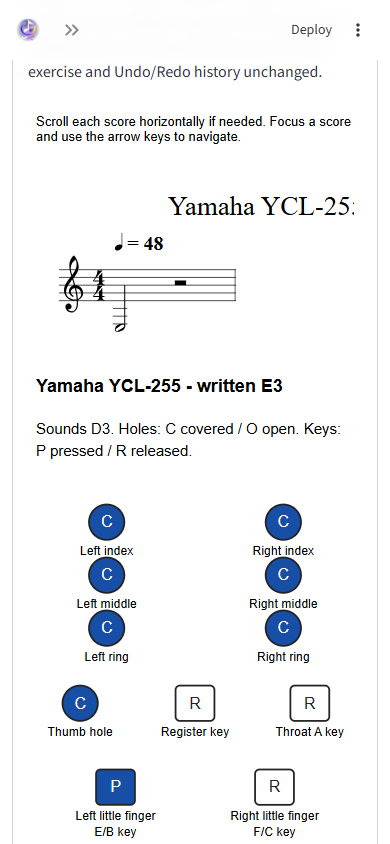 Deploy
exercise and Undo/Redo history unchanged.
Scroll each score horizontally if needed. Focus a score
and use the arrow keys to navigate.
Yamaha YCL-25
= 48
4
4
Yamaha YCL-255 - written E3
Sounds D3. Holes: C covered / O open. Keys:
P pressed / R released.
C C
Left index Right index
C C
Left middle Right middle
C C
Left ring Right ring
C R R
Thumb hole Register key Throat A key
P R
Left little finger Right little finger
E/B key F/C key